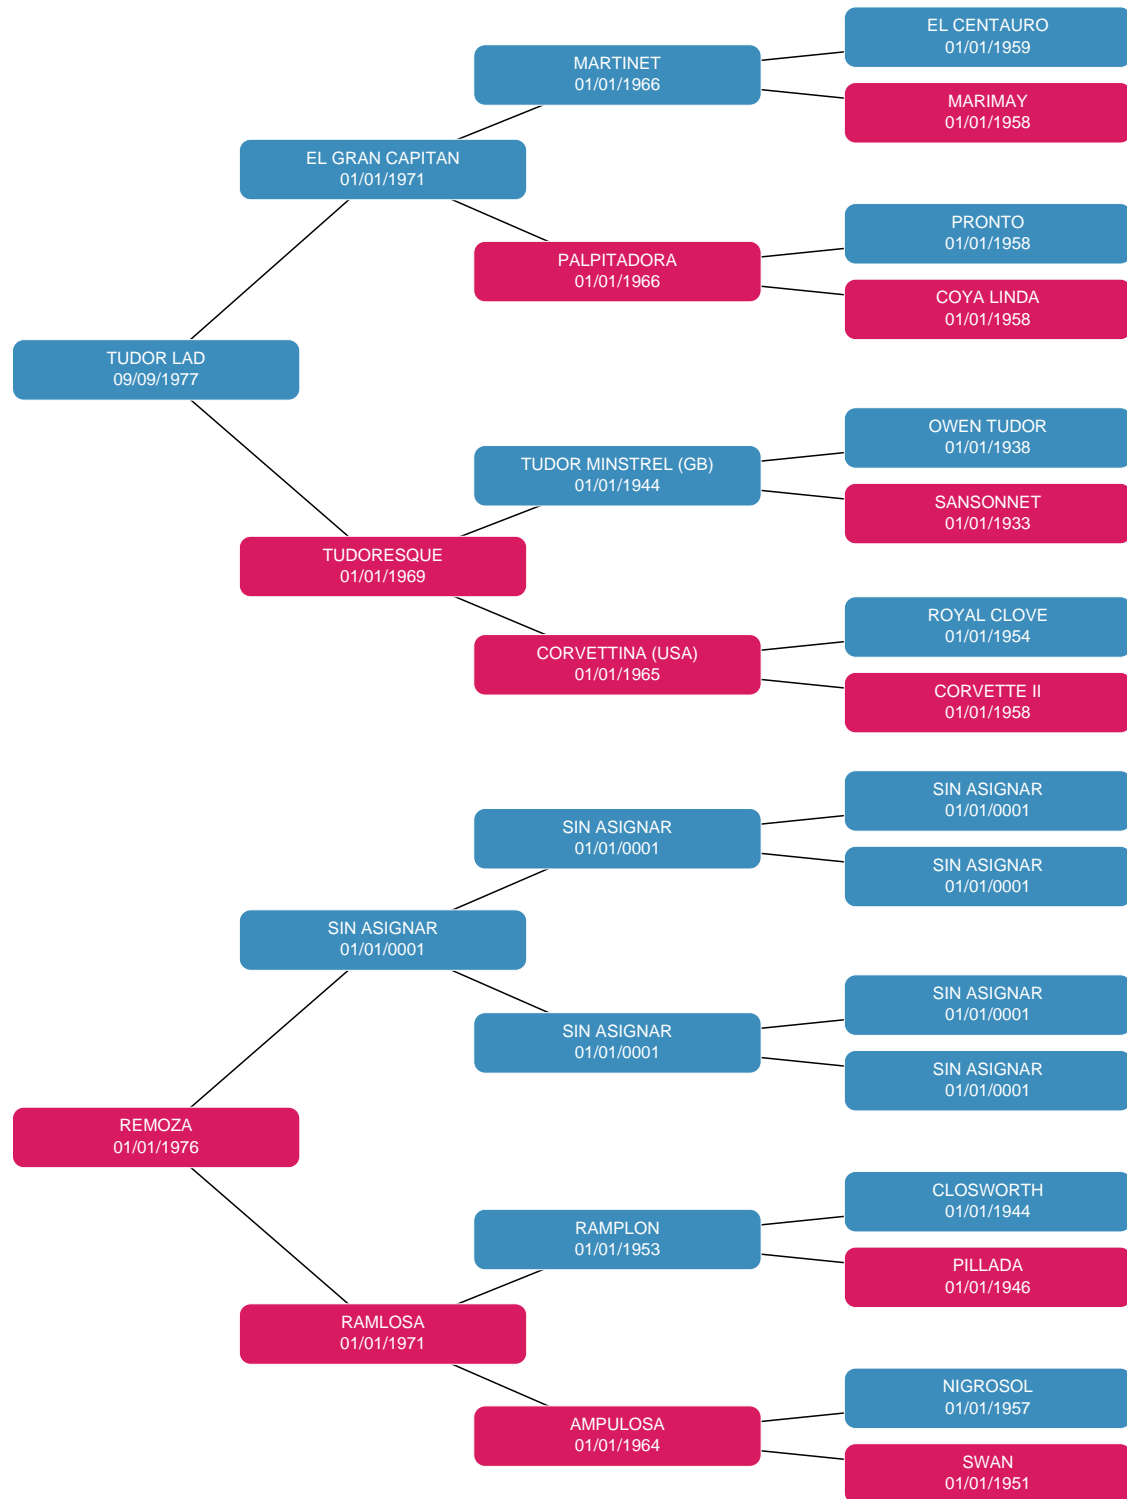 EL CENTAURO
01/01/1959
MARTINET
01/01/1966
MARIMAY
01/01/1958
EL GRAN CAPITAN
01/01/1971
PRONTO
01/01/1958
PALPITADORA
01/01/1966
COYA LINDA
01/01/1958
TUDOR LAD
09/09/1977
OWEN TUDOR
01/01/1938
TUDOR MINSTREL (GB)
01/01/1944
SANSONNET
01/01/1933
TUDORESQUE
01/01/1969
ROYAL CLOVE
01/01/1954
CORVETTINA (USA)
01/01/1965
CORVETTE II
01/01/1958
SIN ASIGNAR
01/01/0001
SIN ASIGNAR
01/01/0001
SIN ASIGNAR
01/01/0001
SIN ASIGNAR
01/01/0001
SIN ASIGNAR
01/01/0001
SIN ASIGNAR
01/01/0001
SIN ASIGNAR
01/01/0001
REMOZA
01/01/1976
CLOSWORTH
01/01/1944
RAMPLON
01/01/1953
PILLADA
01/01/1946
RAMLOSA
01/01/1971
NIGROSOL
01/01/1957
AMPULOSA
01/01/1964
SWAN
01/01/1951